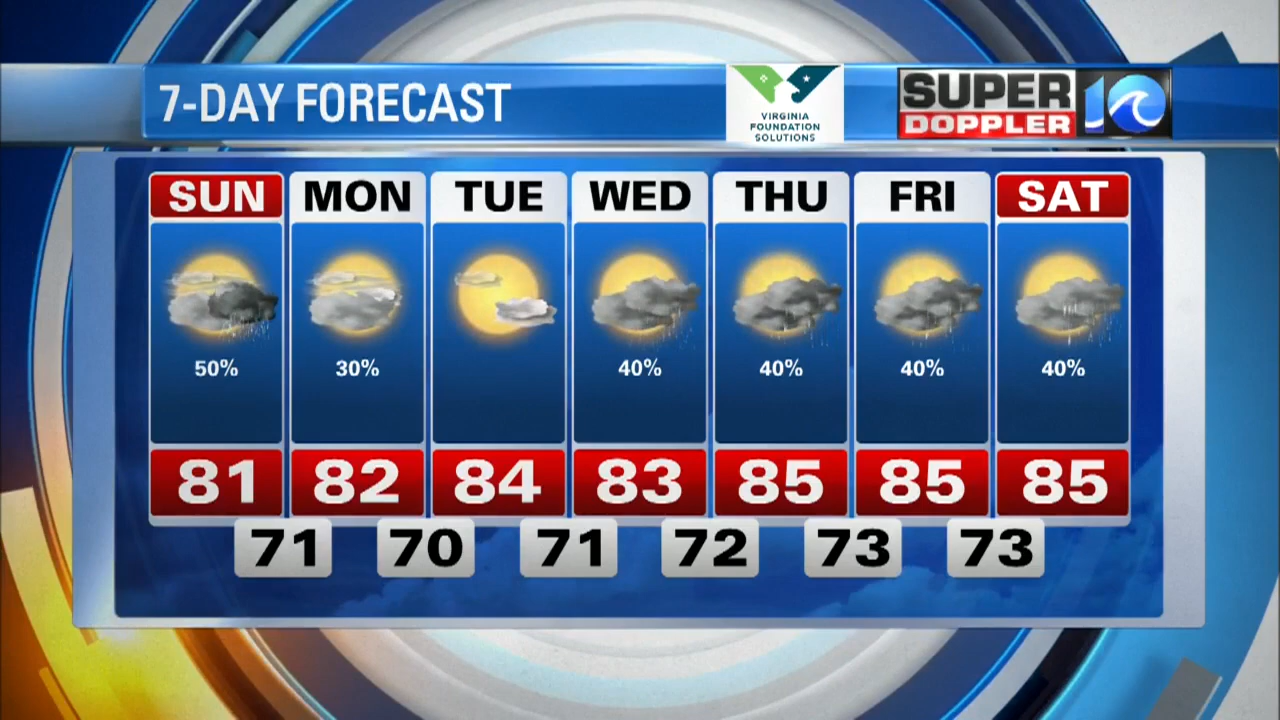 7-DAY FORECAST
VIRGINIA
FOUNDATION
SOLUTIONS
SUPER
DOPPLER
10
SUN MON TUE WED THU FRI SAT
50% 30% 40% 40% 40% 40%
81 82 84 83 85 85 85
71 70 71 72 73 73